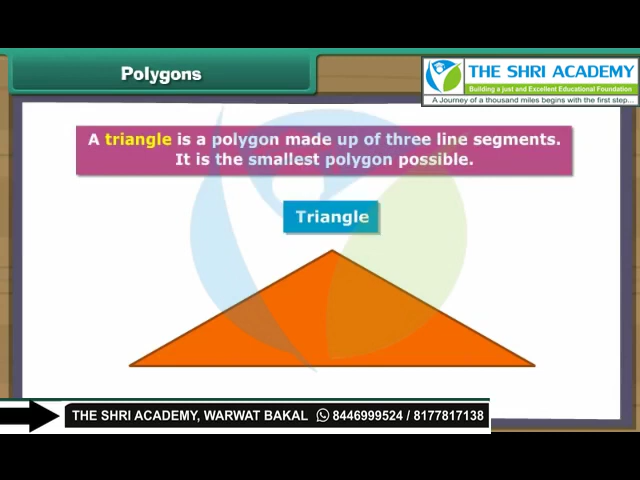 Polygons
THE SHRI ACADEMY
Building a just and Excellent Educational Foundation
A Journey of a thousand miles begins with the first step...
A triangle is a polygon made up of three line segments.
It is the smallest polygon possible.
Triangle
THE SHRI ACADEMY, WARWAT BAKAL 8446999524 / 8177817138